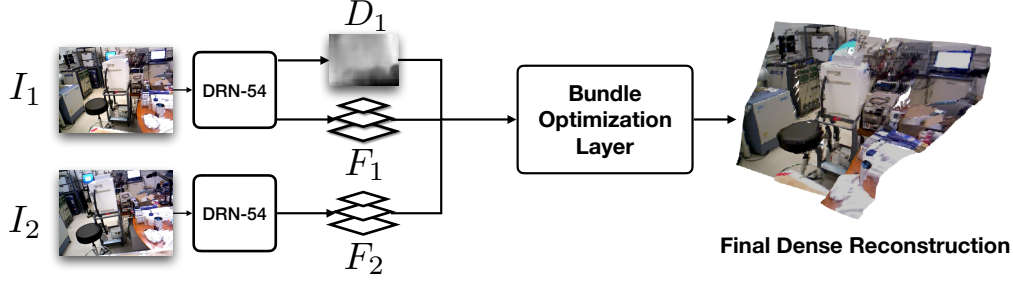 D₁
I₁
DRN-54
F₁
Bundle
Optimization
Layer
I₂
DRN-54
F₂
Final Dense Reconstruction